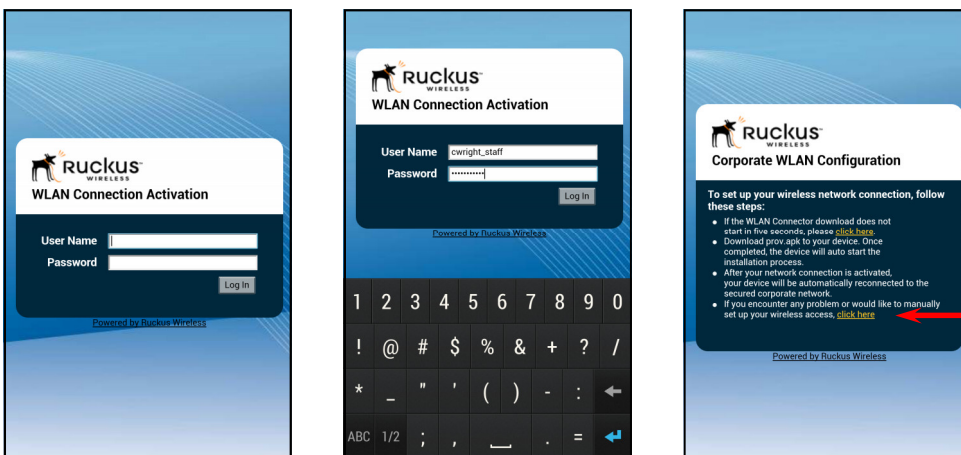 Ruckus™
WIRELESS
WLAN Connection Activation
User Name
Password
Log In
Powered by Ruckus Wireless
Ruckus™
WIRELESS
WLAN Connection Activation
User Name cwright_staff
Password •••••••••••
Log In
Powered by Ruckus Wireless
1 2 3 4 5 6 7 8 9 0
! @ # $ % & + ? /
* _ " ' ( ) - :
ABC 1/2 ; , . =
Ruckus™
WIRELESS
Corporate WLAN Configuration
To set up your wireless network connection, follow
these steps:
• If the WLAN Connector download does not
start in five seconds, please click here.
• Download prov.apk to your device. Once
completed, the device will auto start the
installation process.
• After your network connection is activated,
your device will be automatically reconnected to the
secured corporate network.
• If you encounter any problem or would like to manually
set up your wireless access, click here
Powered by Ruckus Wireless